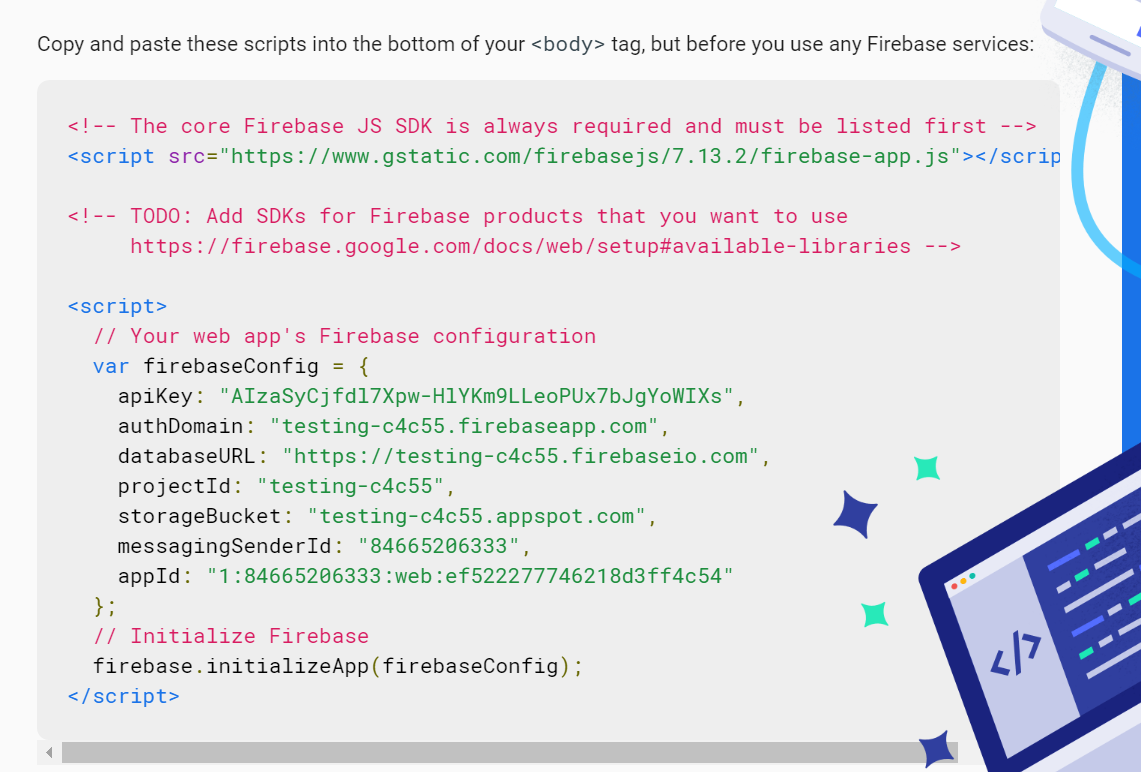 Copy and paste these scripts into the bottom of your <body> tag, but before you use any Firebase services:
<!-- The core Firebase JS SDK is always required and must be listed first -->
<script src="https://www.gstatic.com/firebasejs/7.13.2/firebase-app.js"></scrip
<!-- TODO: Add SDKs for Firebase products that you want to use
https://firebase.google.com/docs/web/setup#available-libraries -->
<script>
// Your web app's Firebase configuration
var firebaseConfig = {
apiKey: "AIzaSyCjfdl7Xpw-HlYKm9LLeoPUx7bJgYoWIXs",
authDomain: "testing-c4c55.firebaseapp.com",
databaseURL: "https://testing-c4c55.firebaseio.com",
projectId: "testing-c4c55",
storageBucket: "testing-c4c55.appspot.com",
messagingSenderId: "84665206333",
appId: "1:84665206333:web:ef522277746218d3ff4c54"
};
// Initialize Firebase
firebase.initializeApp(firebaseConfig);
</script>
</>